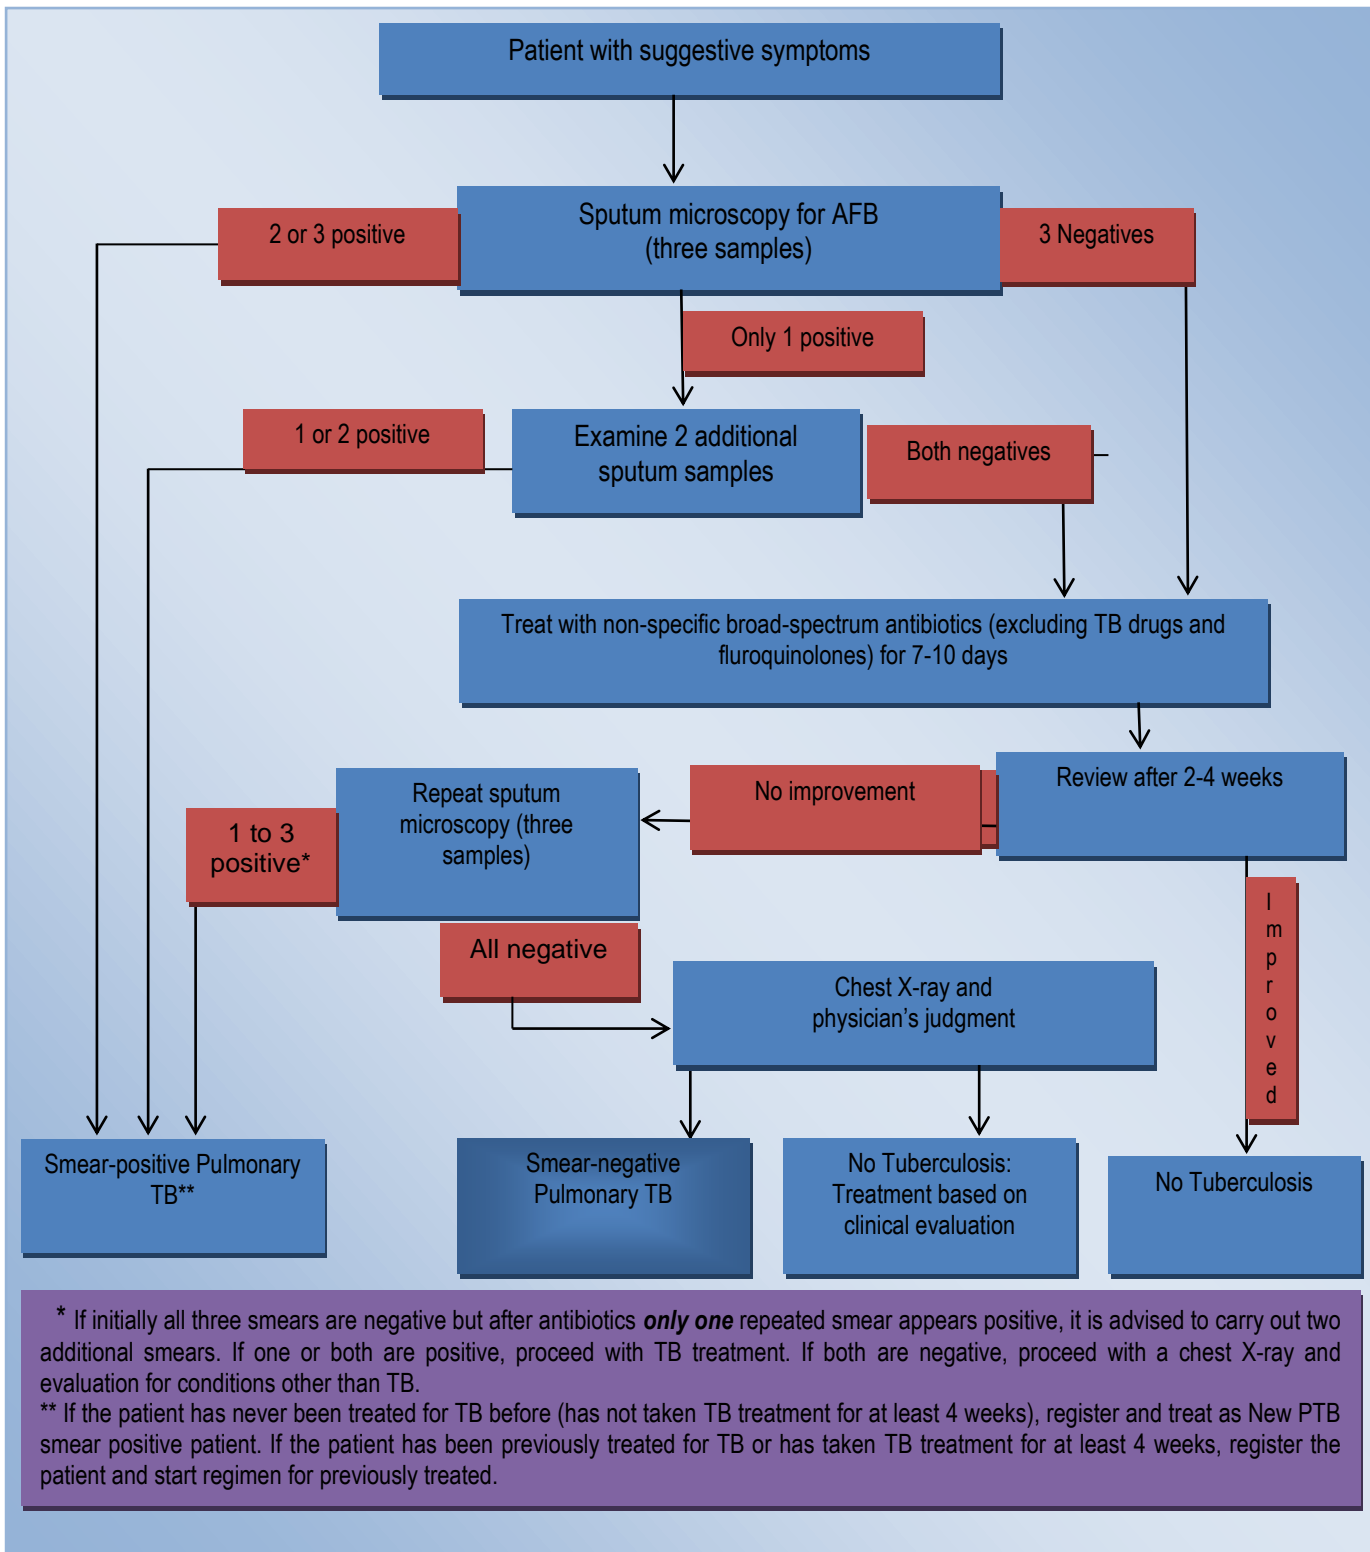 Patient with suggestive symptoms
2 or 3 positive
Sputum microscopy for AFB
(three samples)
3 Negatives
Only 1 positive
1 or 2 positive
Examine 2 additional
sputum samples
Both negatives
Treat with non-specific broad-spectrum antibiotics (excluding TB drugs and
fluroquinolones) for 7-10 days
Review after 2-4 weeks
No improvement
Repeat sputum
microscopy (three
samples)
1 to 3
positive*
I
m
p
r
o
v
e
d
All negative
Chest X-ray and
physician’s judgment
Smear-positive Pulmonary
TB**
Smear-negative
Pulmonary TB
No Tuberculosis:
Treatment based on
clinical evaluation
No Tuberculosis
* If initially all three smears are negative but after antibiotics only one repeated smear appears positive, it is advised to carry out two
additional smears. If one or both are positive, proceed with TB treatment. If both are negative, proceed with a chest X-ray and
evaluation for conditions other than TB.
** If the patient has never been treated for TB before (has not taken TB treatment for at least 4 weeks), register and treat as New PTB
smear positive patient. If the patient has been previously treated for TB or has taken TB treatment for at least 4 weeks, register the
patient and start regimen for previously treated.